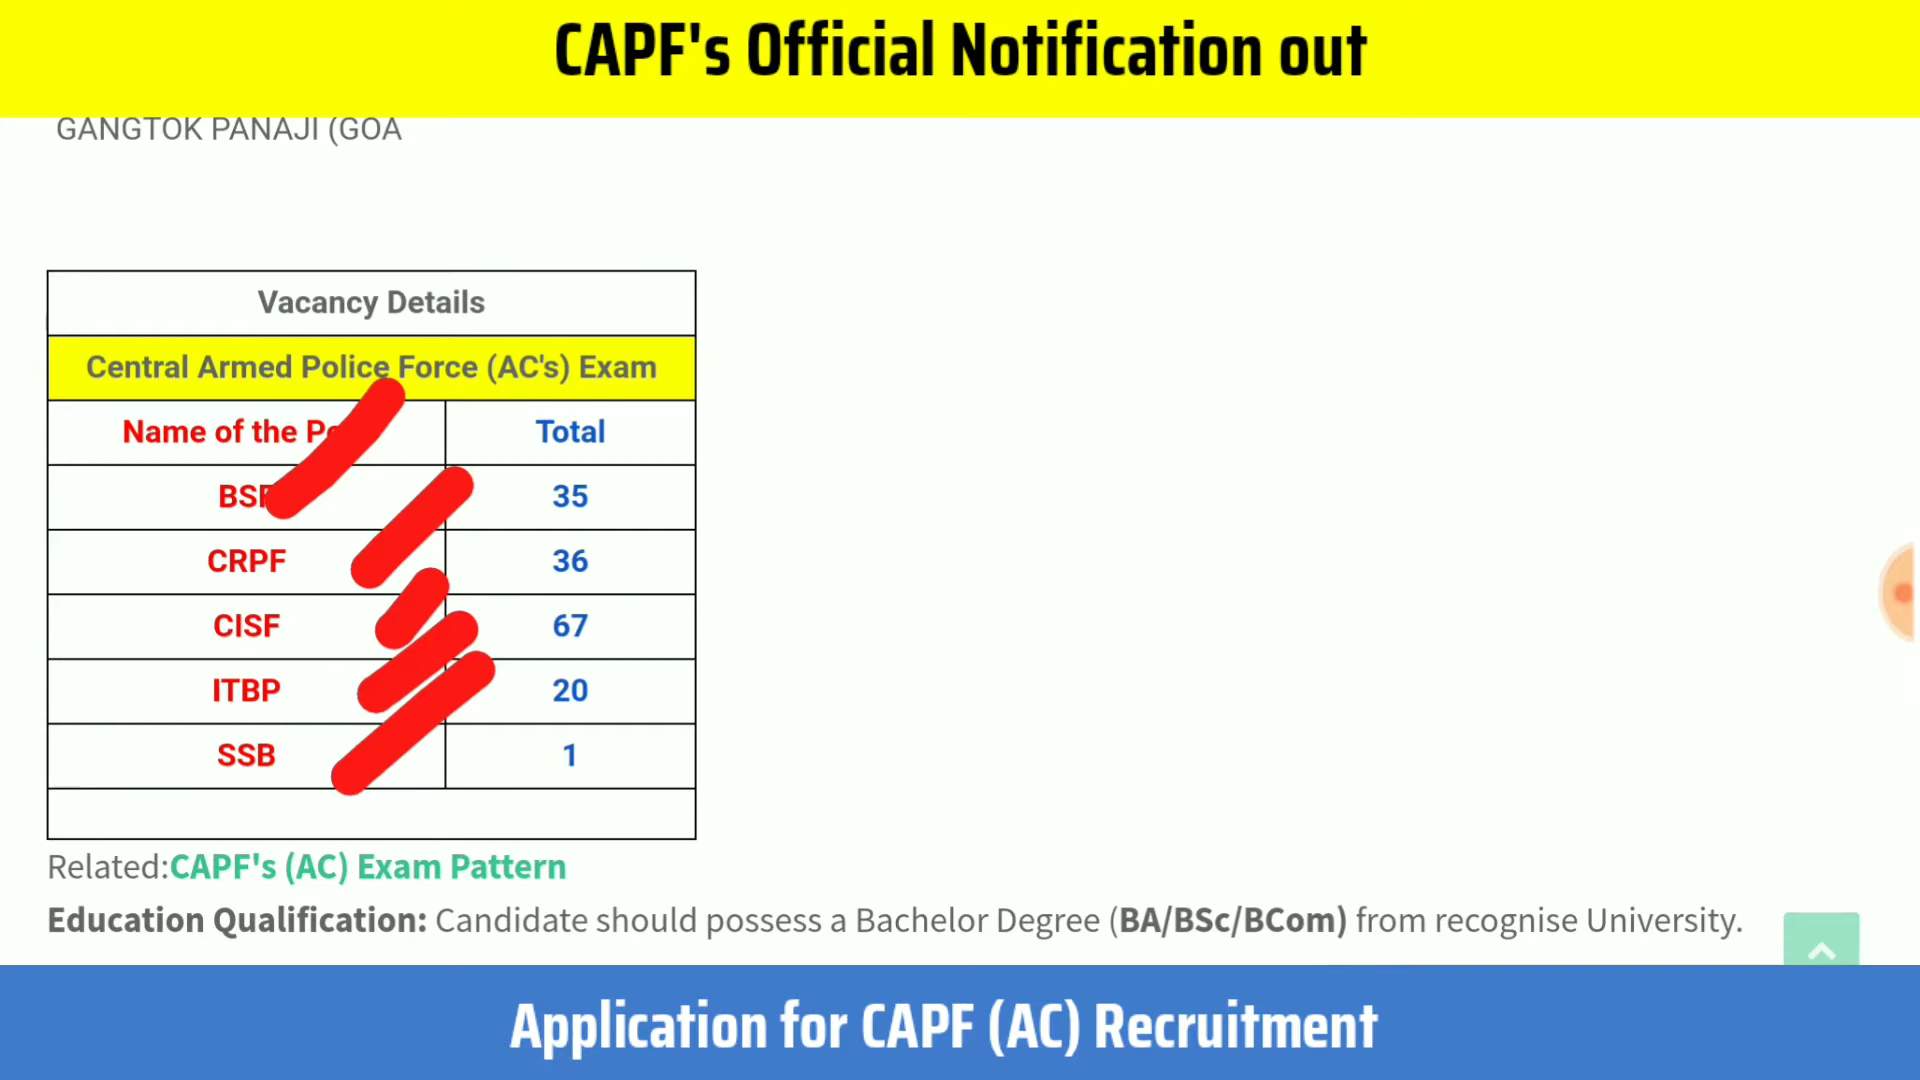 CAPF's Official Notification out
GANGTOK PANAJI (GOA
Vacancy Details
Central Armed Police Force (AC's) Exam
Name of the Total
35
CRPF 36
CISF 67
ITBP 20
SSB 1
Related:CAPF's (AC) Exam Pattern
Education Qualification: Candidate should possess a Bachelor Degree (BA/BSc/BCom) from recognise University.
Application for CAPF (AC) Recruitment